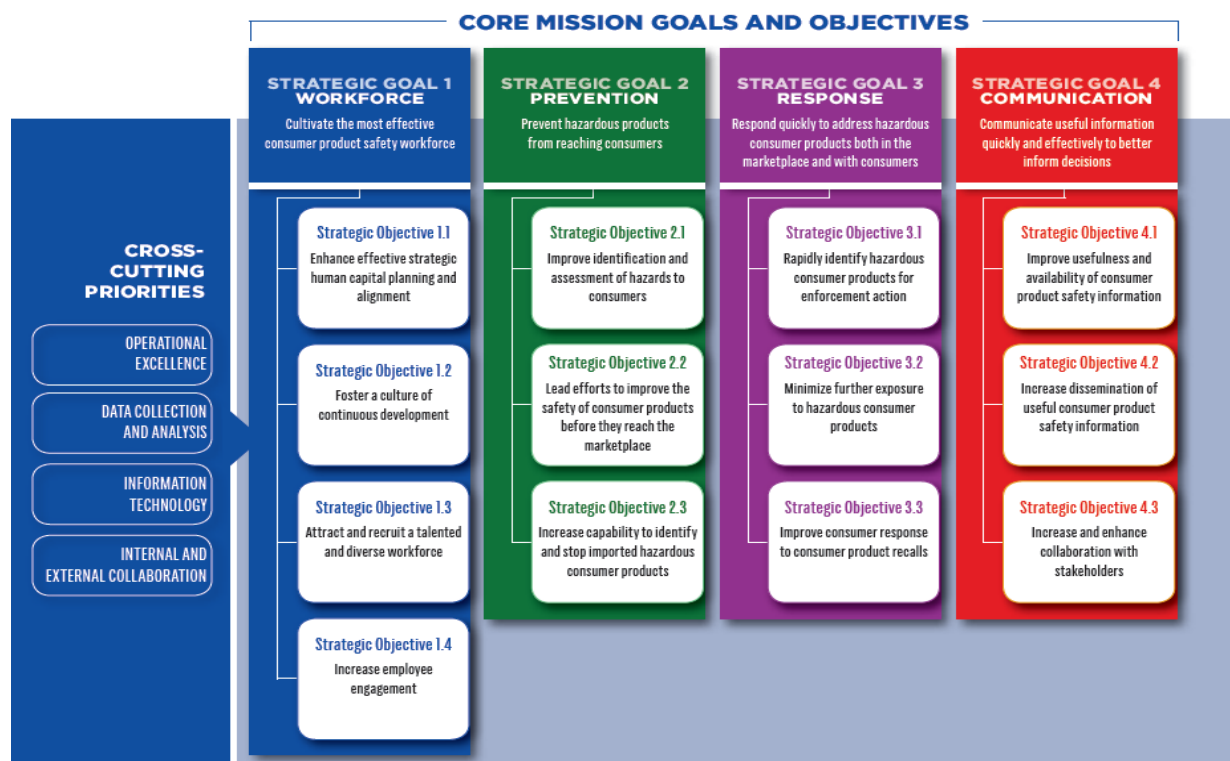 CORE MISSION GOALS AND OBJECTIVES
STRATEGIC GOAL 1
WORKFORCE
Cultivate the most effective
consumer product safety workforce
STRATEGIC GOAL 2
PREVENTION
Prevent hazardous products
from reaching consumers
STRATEGIC GOAL 3
RESPONSE
Respond quickly to address hazardous
consumer products both in the
marketplace and with consumers
STRATEGIC GOAL 4
COMMUNICATION
Communicate useful information
quickly and effectively to better
inform decisions
CROSS-
CUTTING
PRIORITIES
OPERATIONAL
EXCELLENCE
DATA COLLECTION
AND ANALYSIS
INFORMATION
TECHNOLOGY
INTERNAL AND
EXTERNAL COLLABORATION
Strategic Objective 1.1
Enhance effective strategic
human capital planning and
alignment
Strategic Objective 1.2
Foster a culture of
continuous development
Strategic Objective 1.3
Attract and recruit a talented
and diverse workforce
Strategic Objective 1.4
Increase employee
engagement
Strategic Objective 2.1
Improve identification and
assessment of hazards to
consumers
Strategic Objective 2.2
Lead efforts to improve the
safety of consumer products
before they reach the
marketplace
Strategic Objective 2.3
Increase capability to identify
and stop imported hazardous
consumer products
Strategic Objective 3.1
Rapidly identify hazardous
consumer products for
enforcement action
Strategic Objective 3.2
Minimize further exposure
to hazardous consumer
products
Strategic Objective 3.3
Improve consumer response
to consumer product recalls
Strategic Objective 4.1
Improve usefulness and
availability of consumer
product safety information
Strategic Objective 4.2
Increase dissemination of
useful consumer product
safety information
Strategic Objective 4.3
Increase and enhance
collaboration with
stakeholders